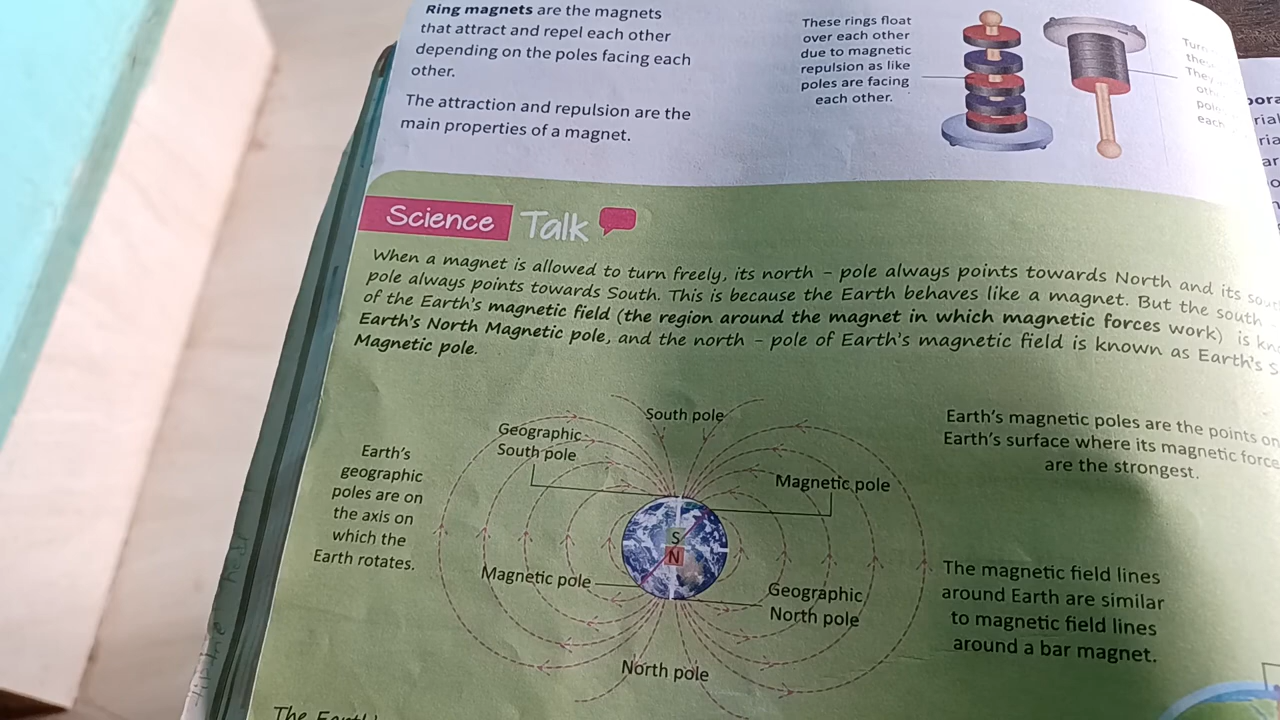 Ring magnets are the magnets
that attract and repel each other
depending on the poles facing each
other.
The attraction and repulsion are the
main properties of a magnet.
These rings float
over each other
due to magnetic
repulsion as like
poles are facing
each other.
Turn
They
each
Science Talk
When a magnet is allowed to turn freely, its north - pole always points towards North and its
pole always points towards South. This is because the Earth behaves like a magnet. But the south -
of the Earth's magnetic field (the region around the magnet in which magnetic forces work) is
Earth's North Magnetic pole, and the north - pole of Earth's magnetic field is known as Earth's
Magnetic pole.
South pole
Geographic
South pole
Magnetic pole
Earth's
geographic
poles are on
the axis on
which the
Earth rotates.
S
N
Magnetic pole
Geographic
North pole
North pole
Earth's magnetic poles are the points on
Earth's surface where its magnetic force
are the strongest.
The magnetic field lines
around Earth are similar
to magnetic field lines
around a bar magnet.
The